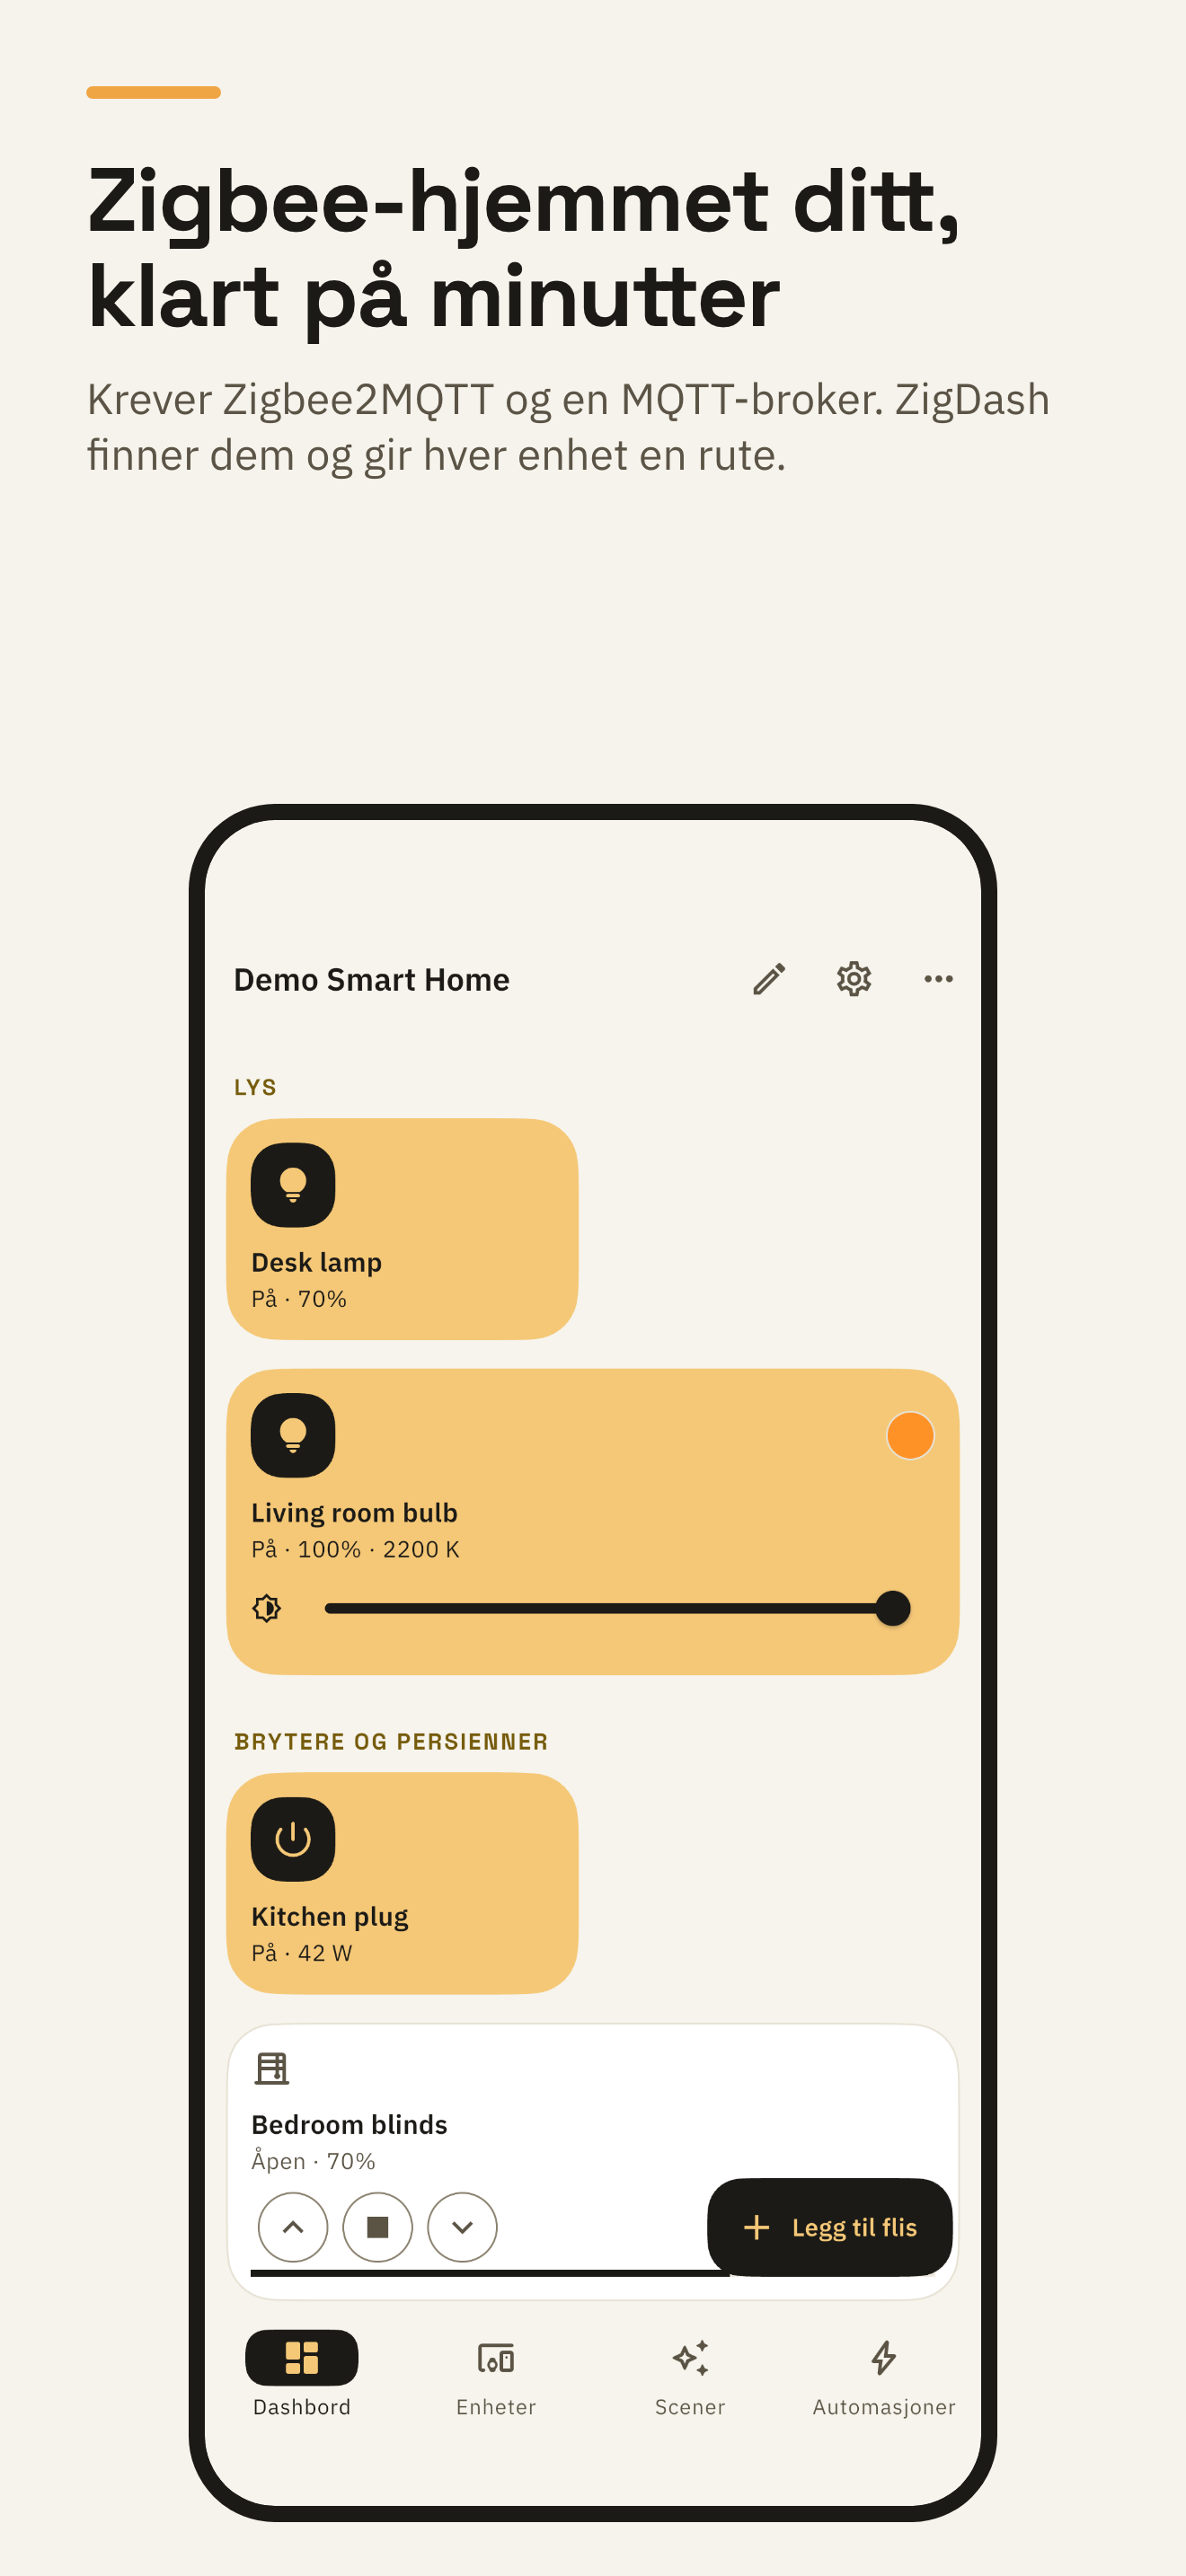 Zigbee-hjemmet ditt,
klart på minutter
Krever Zigbee2MQTT og en MQTT-broker. ZigDash
finner dem og gir hver enhet en rute.
Demo Smart Home
LYS
Desk lamp
På · 70%
Living room bulb
På · 100% · 2200 K
BRYTERE OG PERSIENNER
Kitchen plug
På · 42 W
Bedroom blinds
Åpen · 70%
Legg til flis
Dashbord
Enheter
Scener
Automasjoner